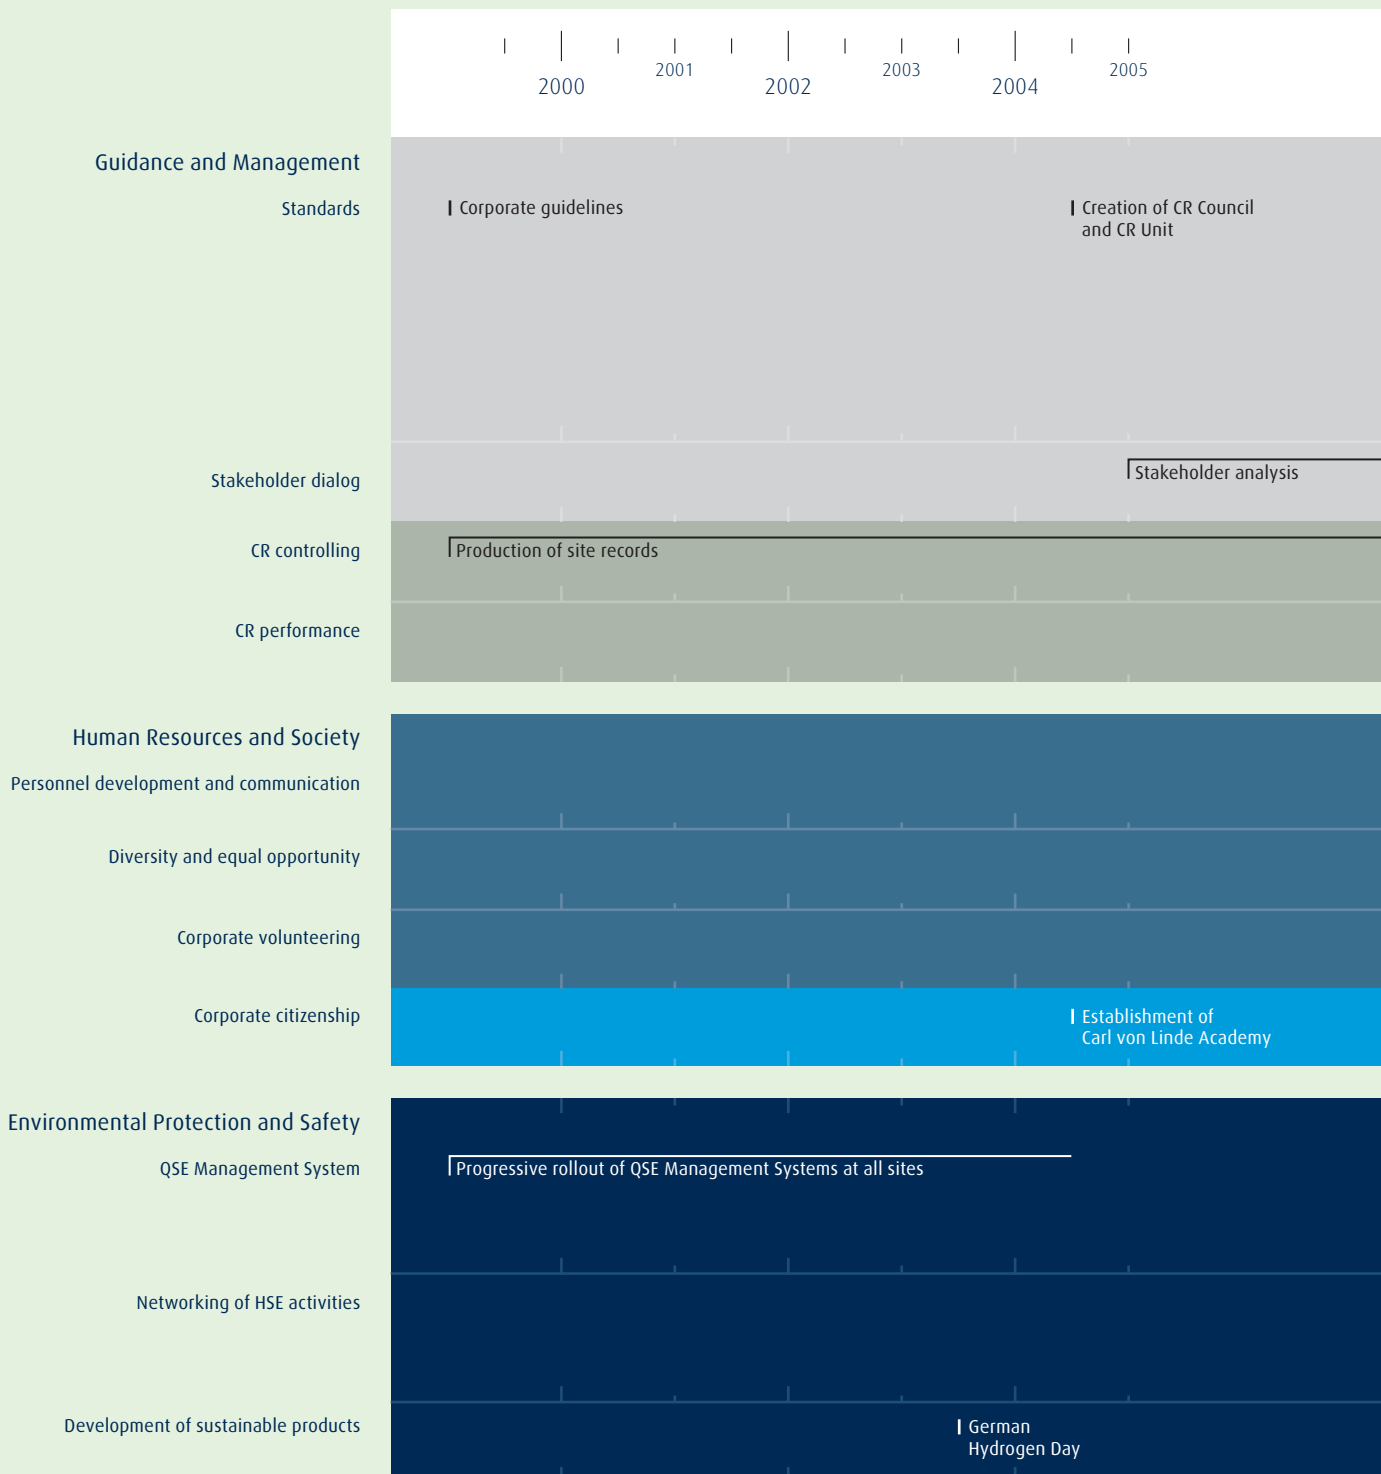 2000
2001
2002
2003
2004
2005
Guidance and Management
Standards
Corporate guidelines
Creation of CR Council
and CR Unit
Stakeholder dialog
Stakeholder analysis
CR controlling
Production of site records
CR performance
Human Resources and Society
Personnel development and communication
Diversity and equal opportunity
Corporate volunteering
Corporate citizenship
Establishment of
Carl von Linde Academy
Environmental Protection and Safety
QSE Management System
Progressive rollout of QSE Management Systems at all sites
Networking of HSE activities
Development of sustainable products
German
Hydrogen Day